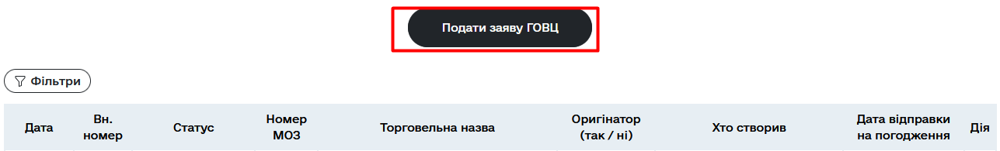 Подати заяву ГОВЦ
Фільтри
Дата
Вн.
номер
Статус
Номер
МОЗ
Торговельна назва
Оригінатор
(так / ні)
Хто створив
Дата відправки
на погодження
Дія